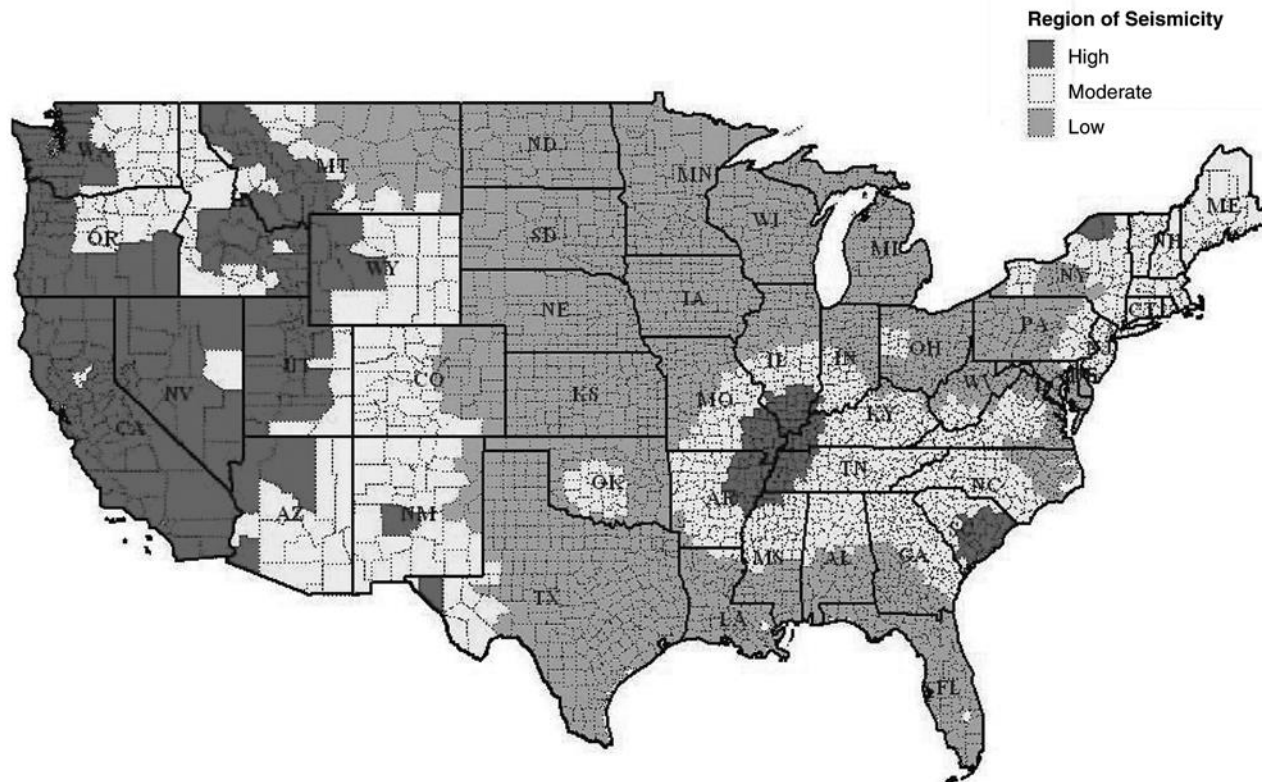 Region of Seismicity
High
Moderate
Low
WA
MT
ND
MN
ME
OR
SD
WI
MI
NH
NY
WY
NE
IA
PA
CT
NV
UT
CO
KS
MO
IL
IN
OH
NJ
CA
KY
AZ
NM
OK
AR
TN
NC
TX
MS
AL
GA
LA
FL